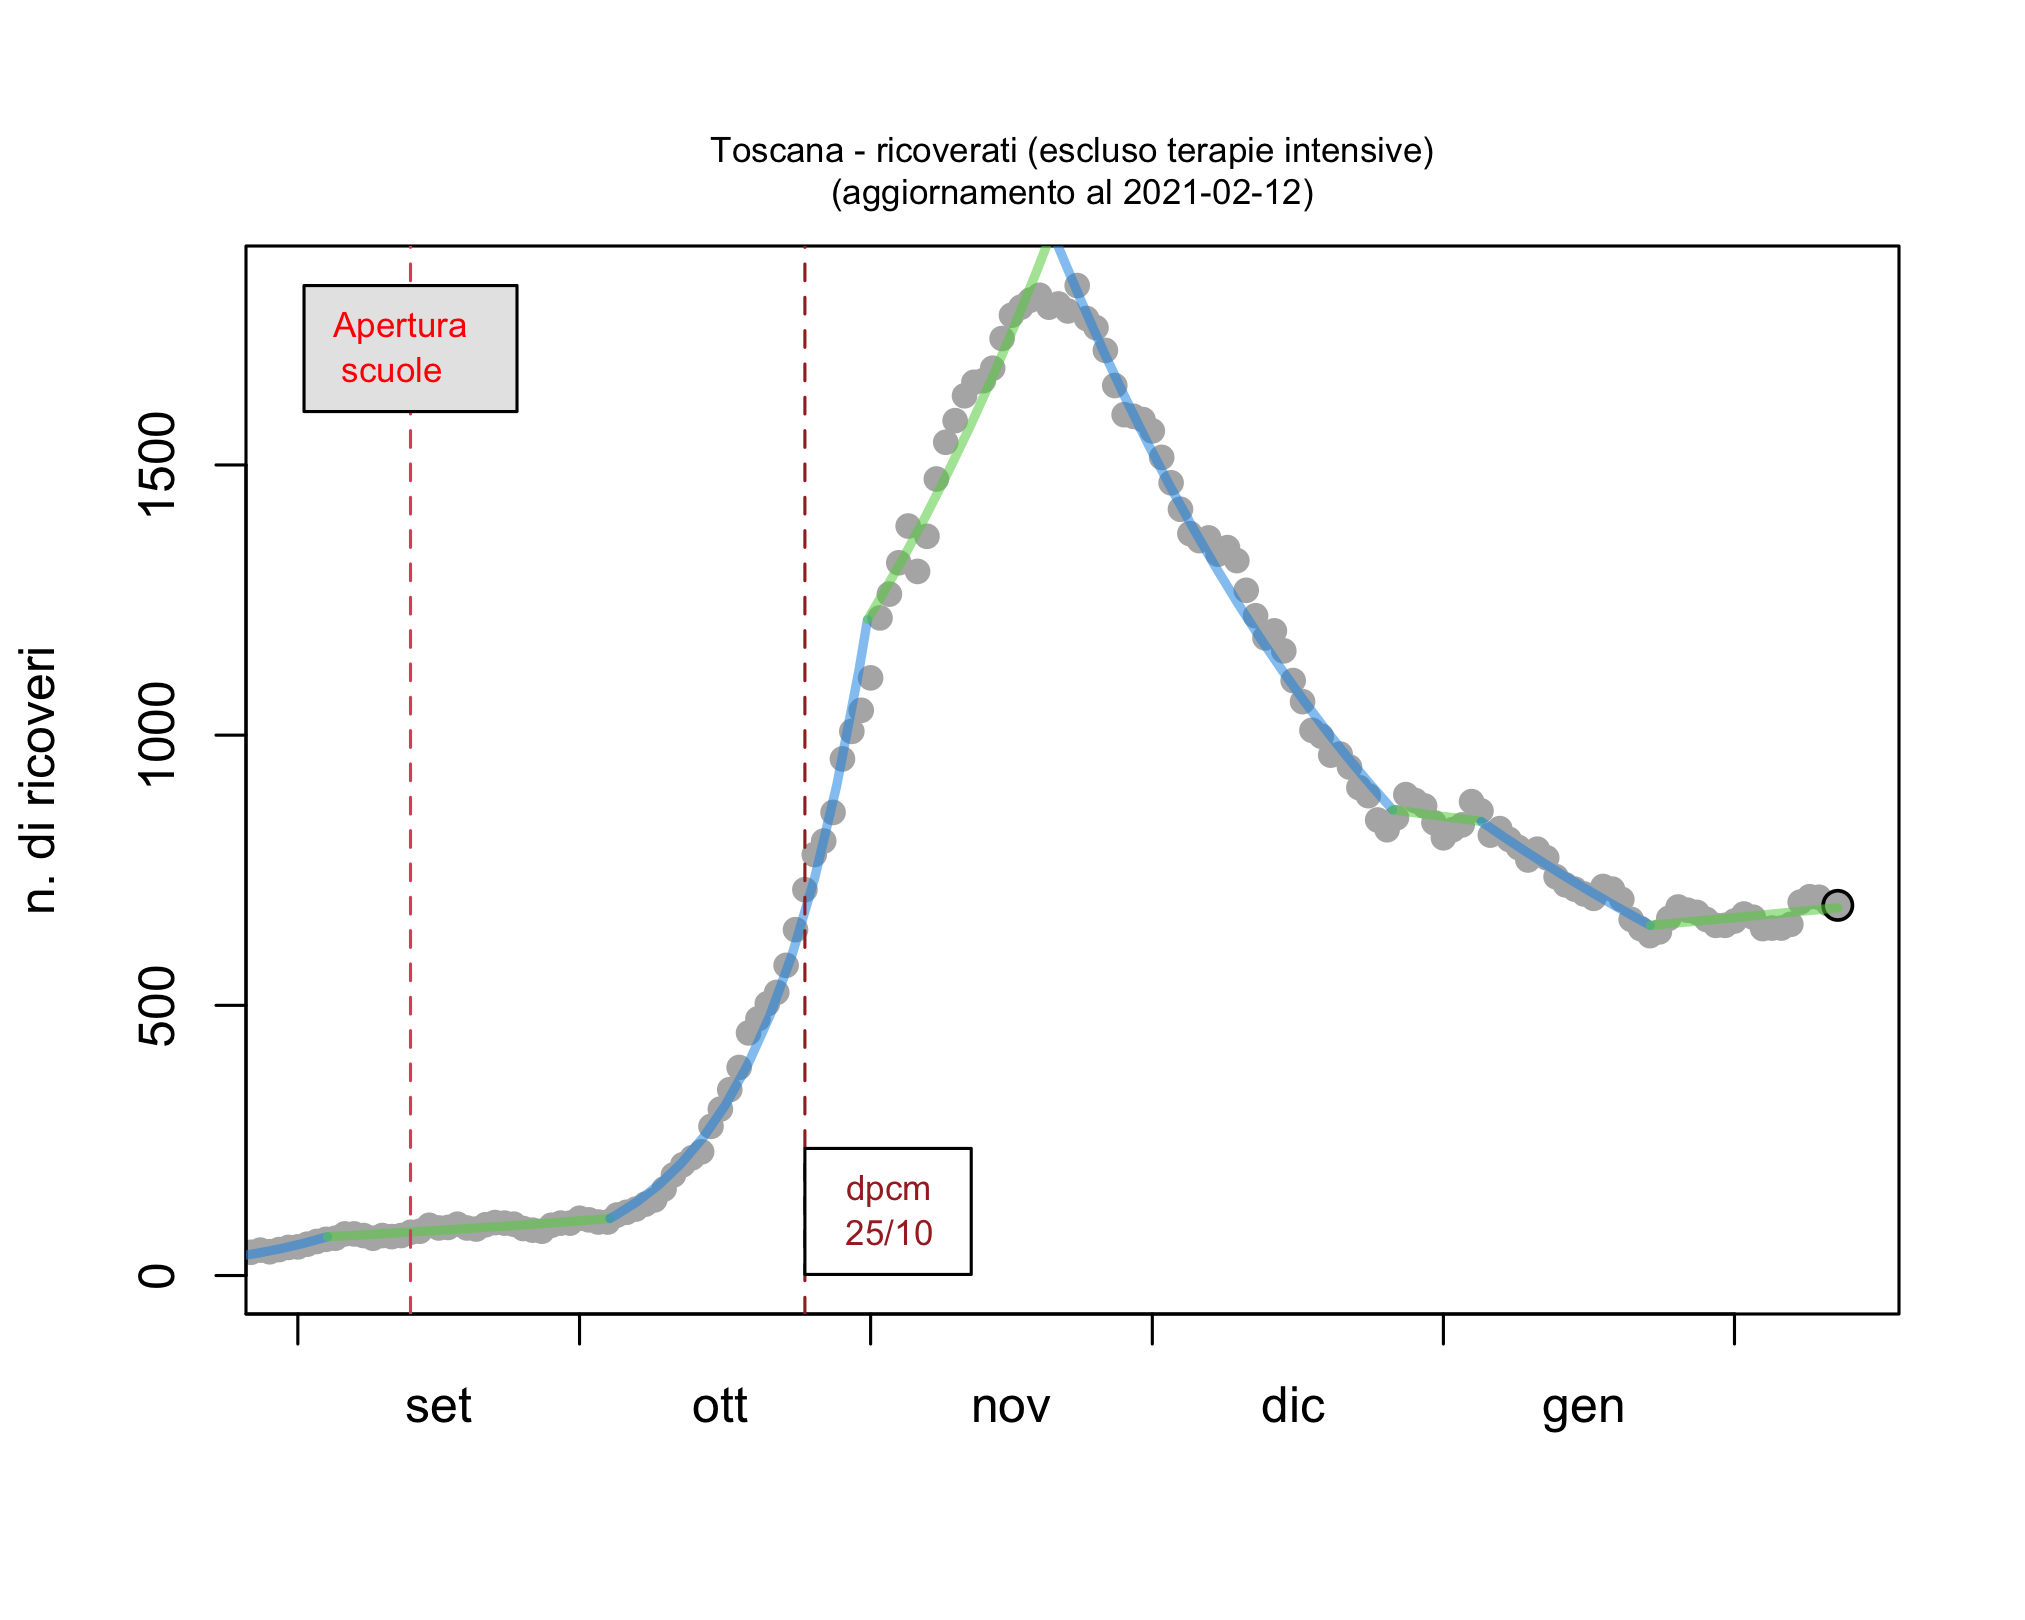 Toscana - ricoverati (escluso terapie intensive)
(aggiornamento al 2021-02-12)
Apertura
scuole
1500
1000
500
0
n. di ricoveri
dpcm
25/10
set ott nov dic gen